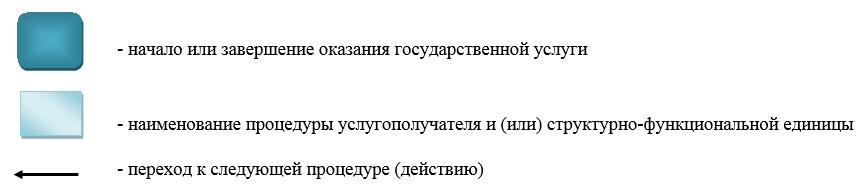 - начало или завершение оказания государственной услуги
- наименование процедуры услугополучателя и (или) структурно-функциональной единицы
- переход к следующей процедуре (действию)